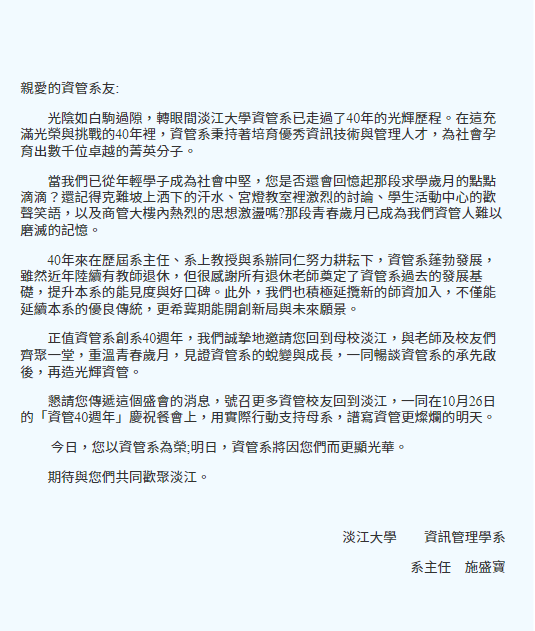 親愛的資管系友:
光陰如白駒過隙，轉眼間淡江大學資管系已走過了40年的光輝歷程。在這充
滿光榮與挑戰的40年裡，資管系秉持著培育優秀資訊技術與管理人才，為社會孕
育出數千位卓越的菁英分子。
當我們已從年輕學子成為社會中堅，您是否還會回憶起那段求學歲月的點點
滴滴？還記得克難坡上洒下的汗水、宮燈教室裡激烈的討論、學生活動中心的歡
聲笑語，以及商管大樓內熱烈的思想激盪嗎?那段青春歲月已成為我們資管人難以
磨滅的記憶。
40年來在歷屆系主任、系上教授與系辦同仁努力耕耘下，資管系蓬勃發展，
雖然近年陸續有教師退休，但很感謝所有退休老師奠定了資管系過去的發展基
礎，提升本系的能見度與好口碑。此外，我們也積極延攬新的師資加入，不僅能
延續本系的優良傳統，更希冀期能開創新局與未來願景。
正值資管系創系40週年，我們誠摯地邀請您回到母校淡江，與老師及校友們
齊聚一堂，重溫青春歲月，見證資管系的蛻變與成長，一同暢談資管系的承先啟
後，再造光輝資管。
懇請您傳遞這個盛會的消息，號召更多資管校友回到淡江，一同在10月26日
的「資管40週年」慶祝餐會上，用實際行動支持母系，譜寫資管更燦爛的明天。
今日，您以資管系為榮;明日，資管系將因您們而更顯光華。
期待與您們共同歡聚淡江。
淡江大學　　資訊管理學系
系主任　施盛寶